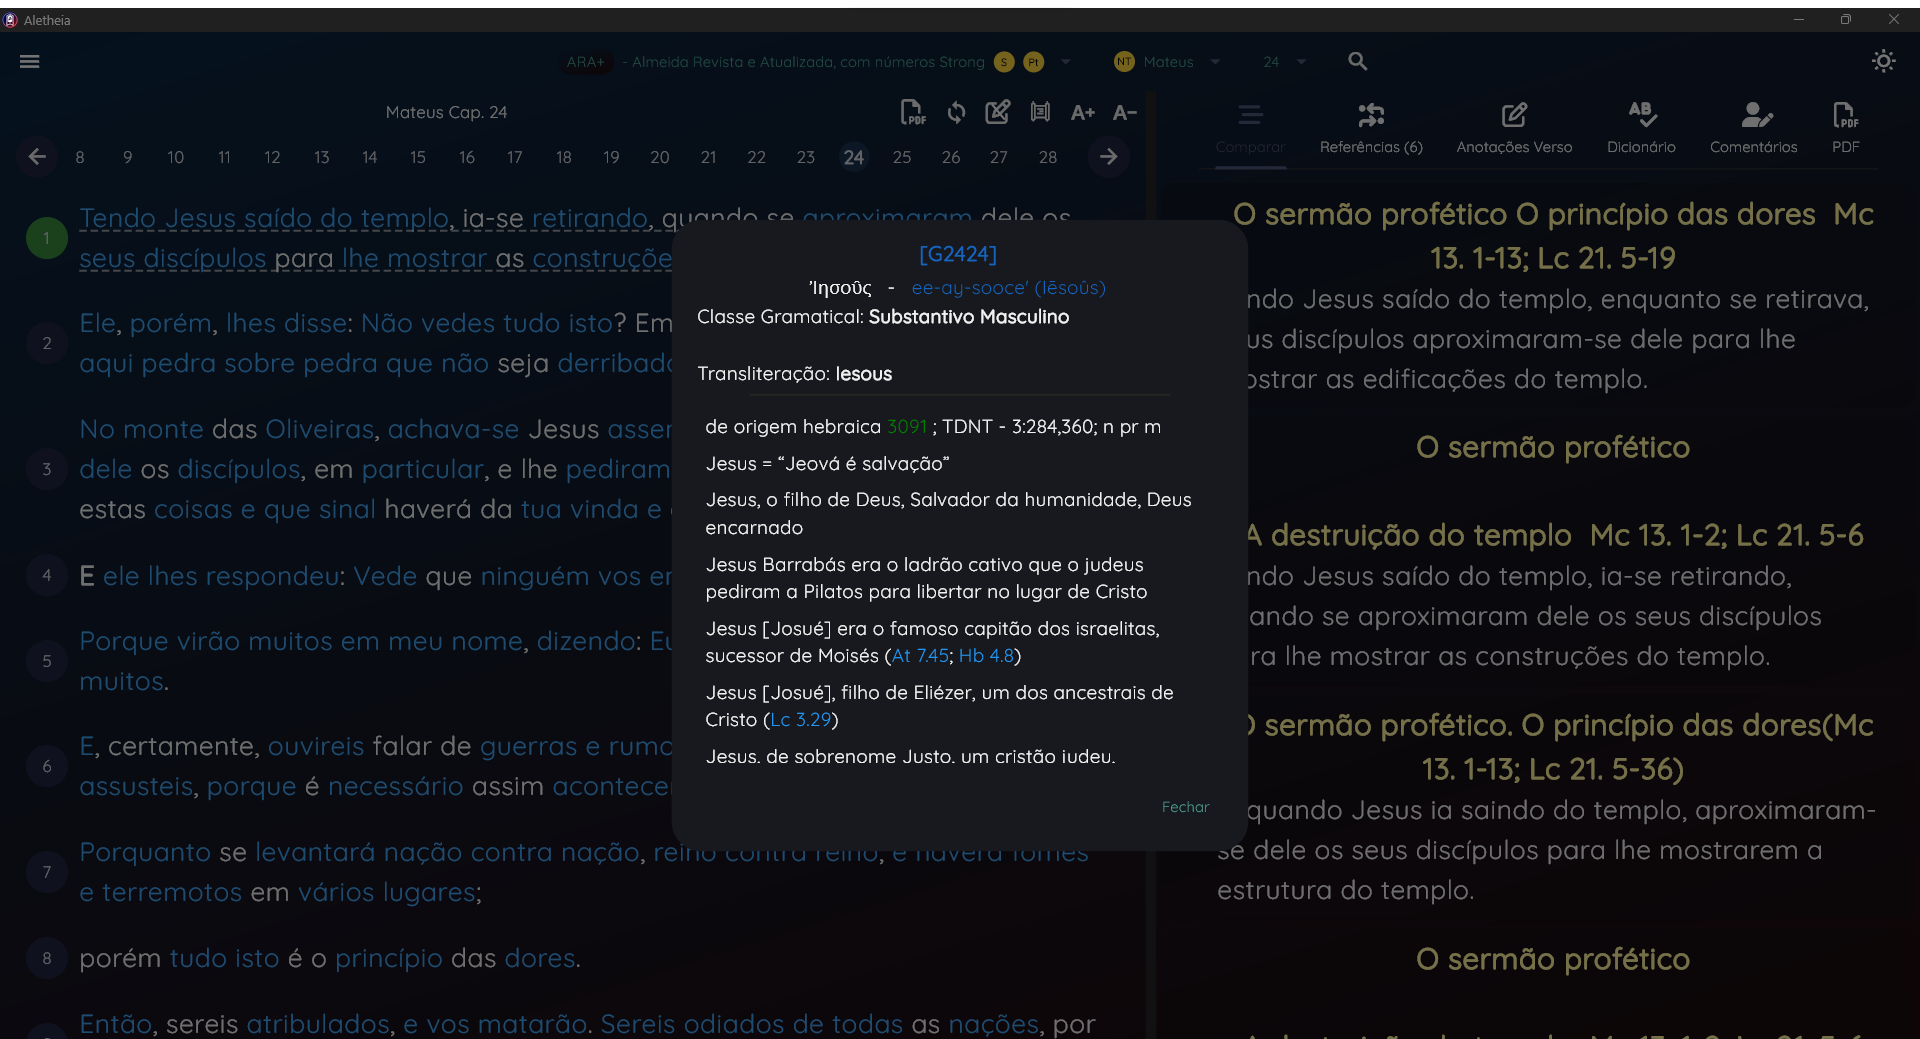 Aletheia
ARA+ - Almeida Revista e Atualizada, com números Strong S Pt NT Mateus 24
Mateus Cap. 24
PDF A+ A-
8 9 10 11 12 13 14 15 16 17 18 19 20 21 22 23 24 25 26 27 28
1 Tendo Jesus saído do templo, ia-se retirando, quando se aproximaram dele os
seus discípulos para lhe mostrar as construçõe
2 Ele, porém, lhes disse: Não vedes tudo isto? Em
aqui pedra sobre pedra que não seja derribada
3 No monte das Oliveiras, achava-se Jesus asser
dele os discípulos, em particular, e lhe pediram
estas coisas e que sinal haverá da tua vinda e
4 E ele lhes respondeu: Vede que ninguém vos
5 Porque virão muitos em meu nome, dizendo:
muitos.
6 E, certamente, ouvireis falar de guerras e
assusteis, porque é necessário assim
7 Porquanto se levantará nação contra nação, reino contra reino, e haverá fomes
e terremotos em vários lugares;
8 porém tudo isto é o princípio das dores.
Então, sereis atribulados, e vos matarão. Sereis odiados de todas as nações, por
[G2424]
Ἰησοῦς - ee-ay-sooce' (Iēsoûs)
Classe Gramatical: Substantivo Masculino
Transliteração: Iesous
de origem hebraica 3091 ; TDNT - 3:284,360; n pr m
Jesus = “Jeová é salvação”
Jesus, o filho de Deus, Salvador da humanidade, Deus
encarnado
Jesus Barrabás era o ladrão cativo que o judeus
pediram a Pilatos para libertar no lugar de Cristo
Jesus [Josué] era o famoso capitão dos israelitas,
sucessor de Moisés (At 7.45; Hb 4.8)
Jesus [Josué], filho de Eliézer, um dos ancestrais de
Cristo (Lc 3.29)
Jesus, de sobrenome Justo, um cristão judeu,
Fechar
Comparar Referências (6) Anotações Verso AB Dicionário Comentários PDF PDF
O sermão profético O princípio das dores Mc
13. 1-13; Lc 21. 5-19
ndo Jesus saído do templo, enquanto se retirava,
us discípulos aproximaram-se dele para lhe
ostrar as edificações do templo.
O sermão profético
A destruição do templo Mc 13. 1-2; Lc 21. 5-6
ndo Jesus saído do templo, ia-se retirando,
ando se aproximaram dele os seus discípulos
ra lhe mostrar as construções do templo.
O sermão profético. O princípio das dores(Mc
13. 1-13; Lc 21. 5-36)
quando Jesus ia saindo do templo, aproximaram-
se dele os seus discípulos para lhe mostrarem a
estrutura do templo.
O sermão profético